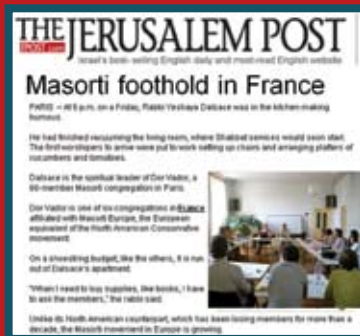 THE JERUSALEM POST
JPOST.com
Israel's best-selling English daily and most-read English website
Masorti foothold in France
PARIS – At 5 p.m. on a Friday, Rabbi Yeshaya Dalsace was in the kitchen making
hummus.
He had finished vacuuming the living room, where Shabbat services would soon start.
The first worshipers to arrive were put to work setting up chairs and arranging platters of
cucumbers and tomatoes.
Dalsace is the spiritual leader of Dor Vador, a
-member Masorti congregation in Paris.
Dor Vador is one of six congregations in France
affiliated with Masorti Europe, the European
equivalent of the North American Conservative
movement.
On a shoestring budget, like the others, it is run
out of Dalsace's apartment.
"When I need to buy supplies, like books, I have
to ask the members," the rabbi said.
Unlike its North American counterpart, which has been losing members for more than a
decade, the Masorti movement in Europe is growing.